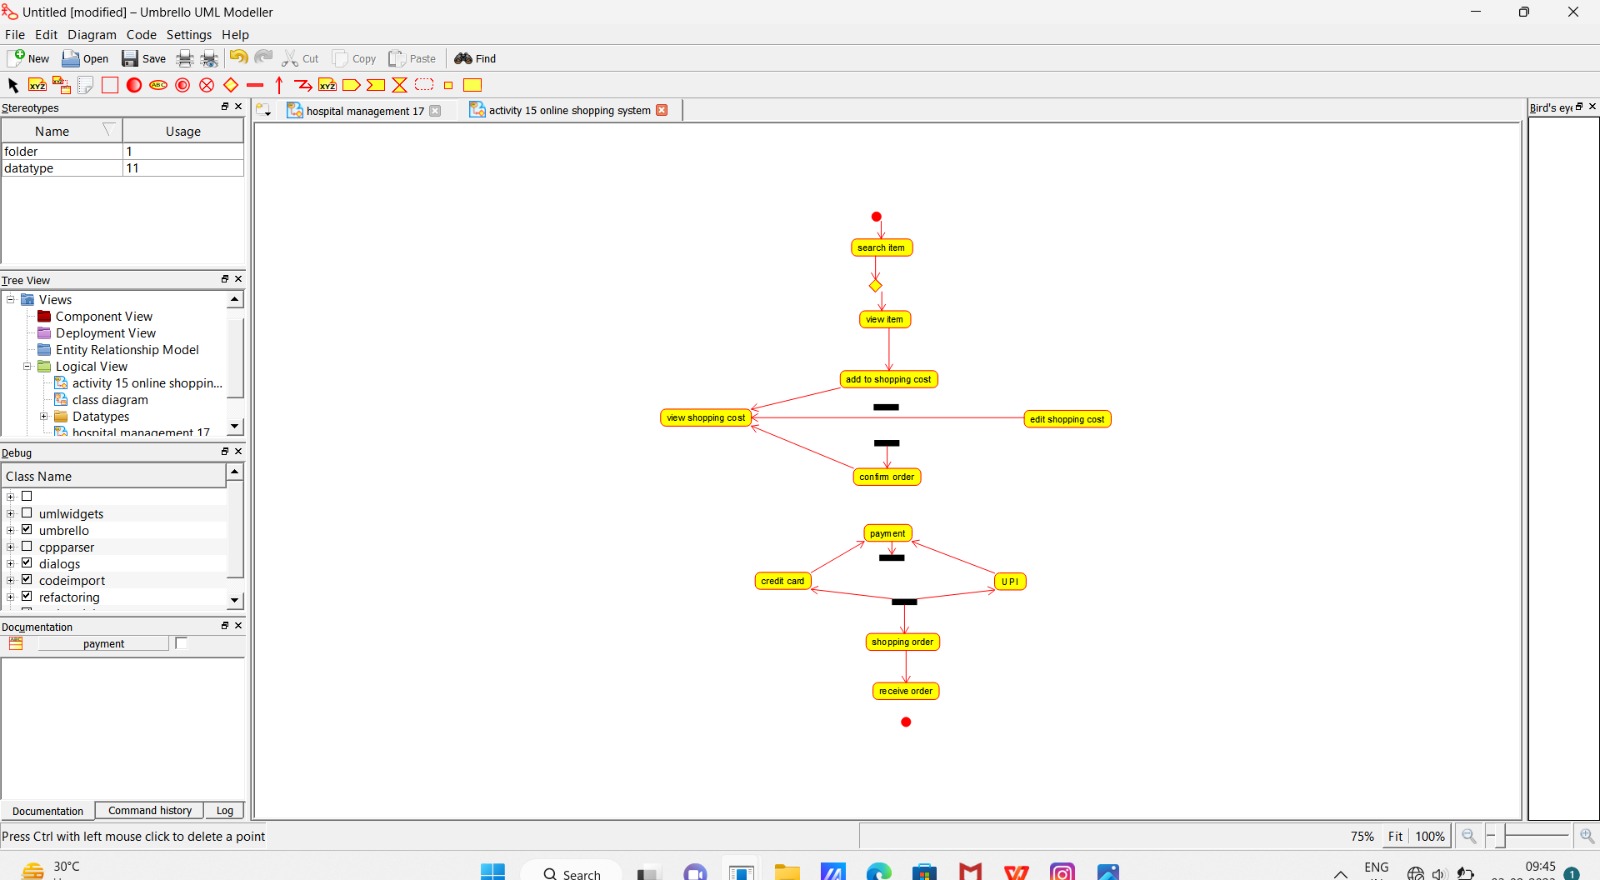 Untitled [modified] – Umbrello UML Modeller
File Edit Diagram Code Settings Help
New Open Save Cut Copy Paste Find
Stereotypes
Name Usage
folder 1
datatype 11
Tree View
Views
Component View
Deployment View
Entity Relationship Model
Logical View
activity 15 online shoppin...
class diagram
Datatypes
hospital management 17
Debug
Class Name
umlwidgets
umbrello
cppparser
dialogs
codeimport
refactoring
Documentation
payment
Documentation Command history Log
hospital management 17 activity 15 online shopping system
search item
view item
add to shopping cost
view shopping cost edit shopping cost
confirm order
payment
credit card UPI
shopping order
receive order
Bird's eye
Press Ctrl with left mouse click to delete a point
75% Fit 100%
30°C
Search
ENG
09:45
1